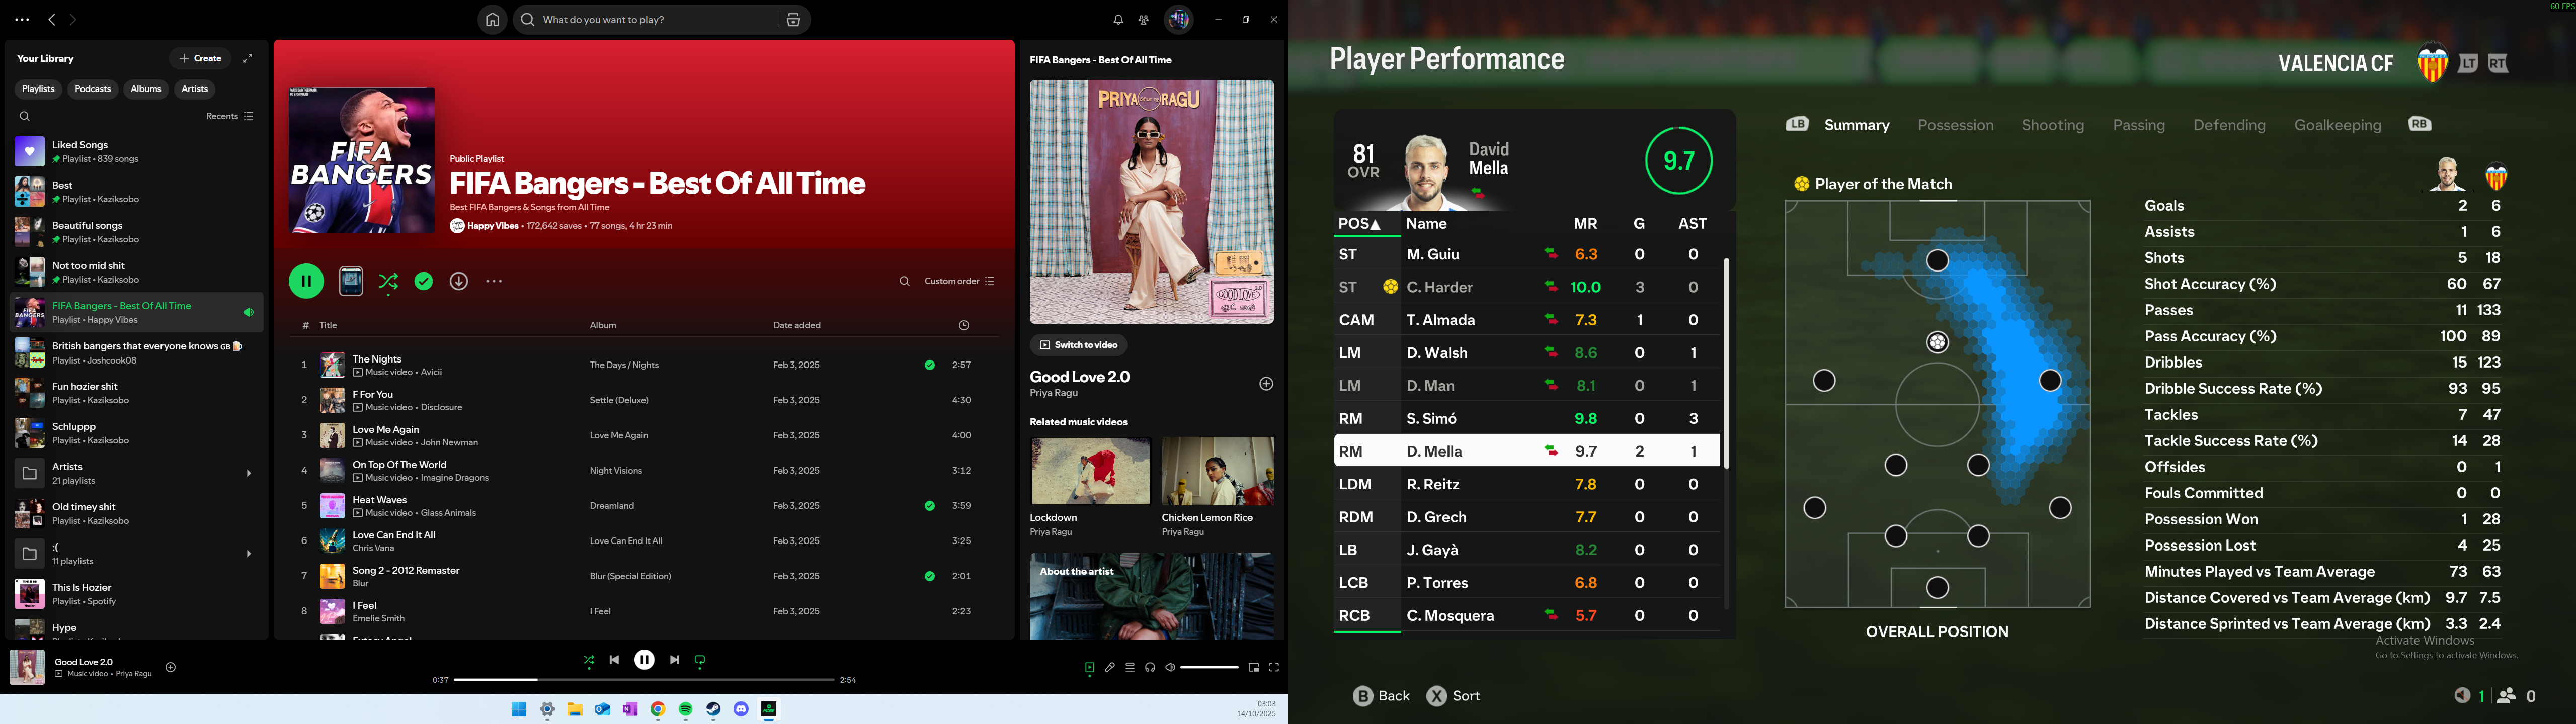 What do you want to play?
Your Library
Create
Playlists
Podcasts
Albums
Artists
Recents
Liked Songs
Playlist • 839 songs
Best
Playlist • Kaziksobo
Beautiful songs
Playlist • Kaziksobo
Not too mid shit
Playlist • Kaziksobo
FIFA Bangers - Best Of All Time
Playlist • Happy Vibes
British bangers that everyone knows GB 🍺
Playlist • Joshcook08
Fun hozier shit
Playlist • Kaziksobo
Schluppp
Playlist • Kaziksobo
Artists
21 playlists
Old timey shit
Playlist • Kaziksobo
:(
11 playlists
This Is Hozier
Playlist • Spotify
Hype
FIFA
BANGERS
Public Playlist
FIFA Bangers - Best Of All Time
Best FIFA Bangers & Songs from All Time
Happy Vibes • 172,642 saves • 77 songs, 4 hr 23 min
Custom order
# Title Album Date added
1 The Nights The Days / Nights Feb 3, 2025 2:57
Music video • Avicii
2 F For You Settle (Deluxe) Feb 3, 2025 4:30
Music video • Disclosure
3 Love Me Again Love Me Again Feb 3, 2025 4:00
Music video • John Newman
4 On Top Of The World Night Visions Feb 3, 2025 3:12
Music video • Imagine Dragons
5 Heat Waves Dreamland Feb 3, 2025 3:59
Music video • Glass Animals
6 Love Can End It All Love Can End It All Feb 3, 2025 3:25
Chris Vana
7 Song 2 - 2012 Remaster Blur (Special Edition) Feb 3, 2025 2:01
Blur
8 I Feel I Feel Feb 3, 2025 2:23
Emelie Smith
FIFA Bangers - Best Of All Time
PRIYA RAGU
GOOD LOVE 2.0
Switch to video
Good Love 2.0
Priya Ragu
Related music videos
Lockdown
Priya Ragu
Chicken Lemon Rice
Priya Ragu
About the artist
Good Love 2.0
Music video • Priya Ragu
0:37
2:54
03:03
14/10/2025
60 FPS
Player Performance
VALENCIA CF
LT
RT
81
OVR
David
Mella
9.7
POS▲ Name MR G AST
ST M. Guiu 6.3 0 0
ST C. Harder 10.0 3 0
CAM T. Almada 7.3 1 0
LM D. Walsh 8.6 0 1
LM D. Man 8.1 0 1
RM S. Simó 9.8 0 3
RM D. Mella 9.7 2 1
LDM R. Reitz 7.8 0 0
RDM D. Grech 7.7 0 0
LB J. Gayà 8.2 0 0
LCB P. Torres 6.8 0 0
RCB C. Mosquera 5.7 0 0
B Back
X Sort
LB Summary Possession Shooting Passing Defending Goalkeeping RB
Player of the Match
OVERALL POSITION
Goals 2 6
Assists 1 6
Shots 5 18
Shot Accuracy (%) 60 67
Passes 11 133
Pass Accuracy (%) 100 89
Dribbles 15 123
Dribble Success Rate (%) 93 95
Tackles 7 47
Tackle Success Rate (%) 14 28
Offsides 0 1
Fouls Committed 0 0
Possession Won 1 28
Possession Lost 4 25
Minutes Played vs Team Average 73 63
Distance Covered vs Team Average (km) 9.7 7.5
Distance Sprinted vs Team Average (km) 3.3 2.4
Activate Windows
Go to Settings to activate Windows.
1
0